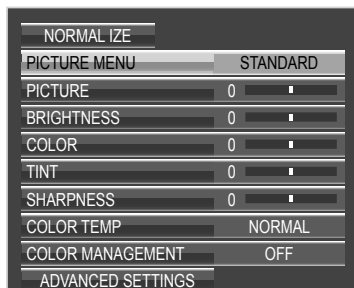 NORMAL IZE
PICTURE MENU STANDARD
PICTURE 0
BRIGHTNESS 0
COLOR 0
TINT 0
SHARPNESS 0
COLOR TEMP NORMAL
COLOR MANAGEMENT OFF
ADVANCED SETTINGS